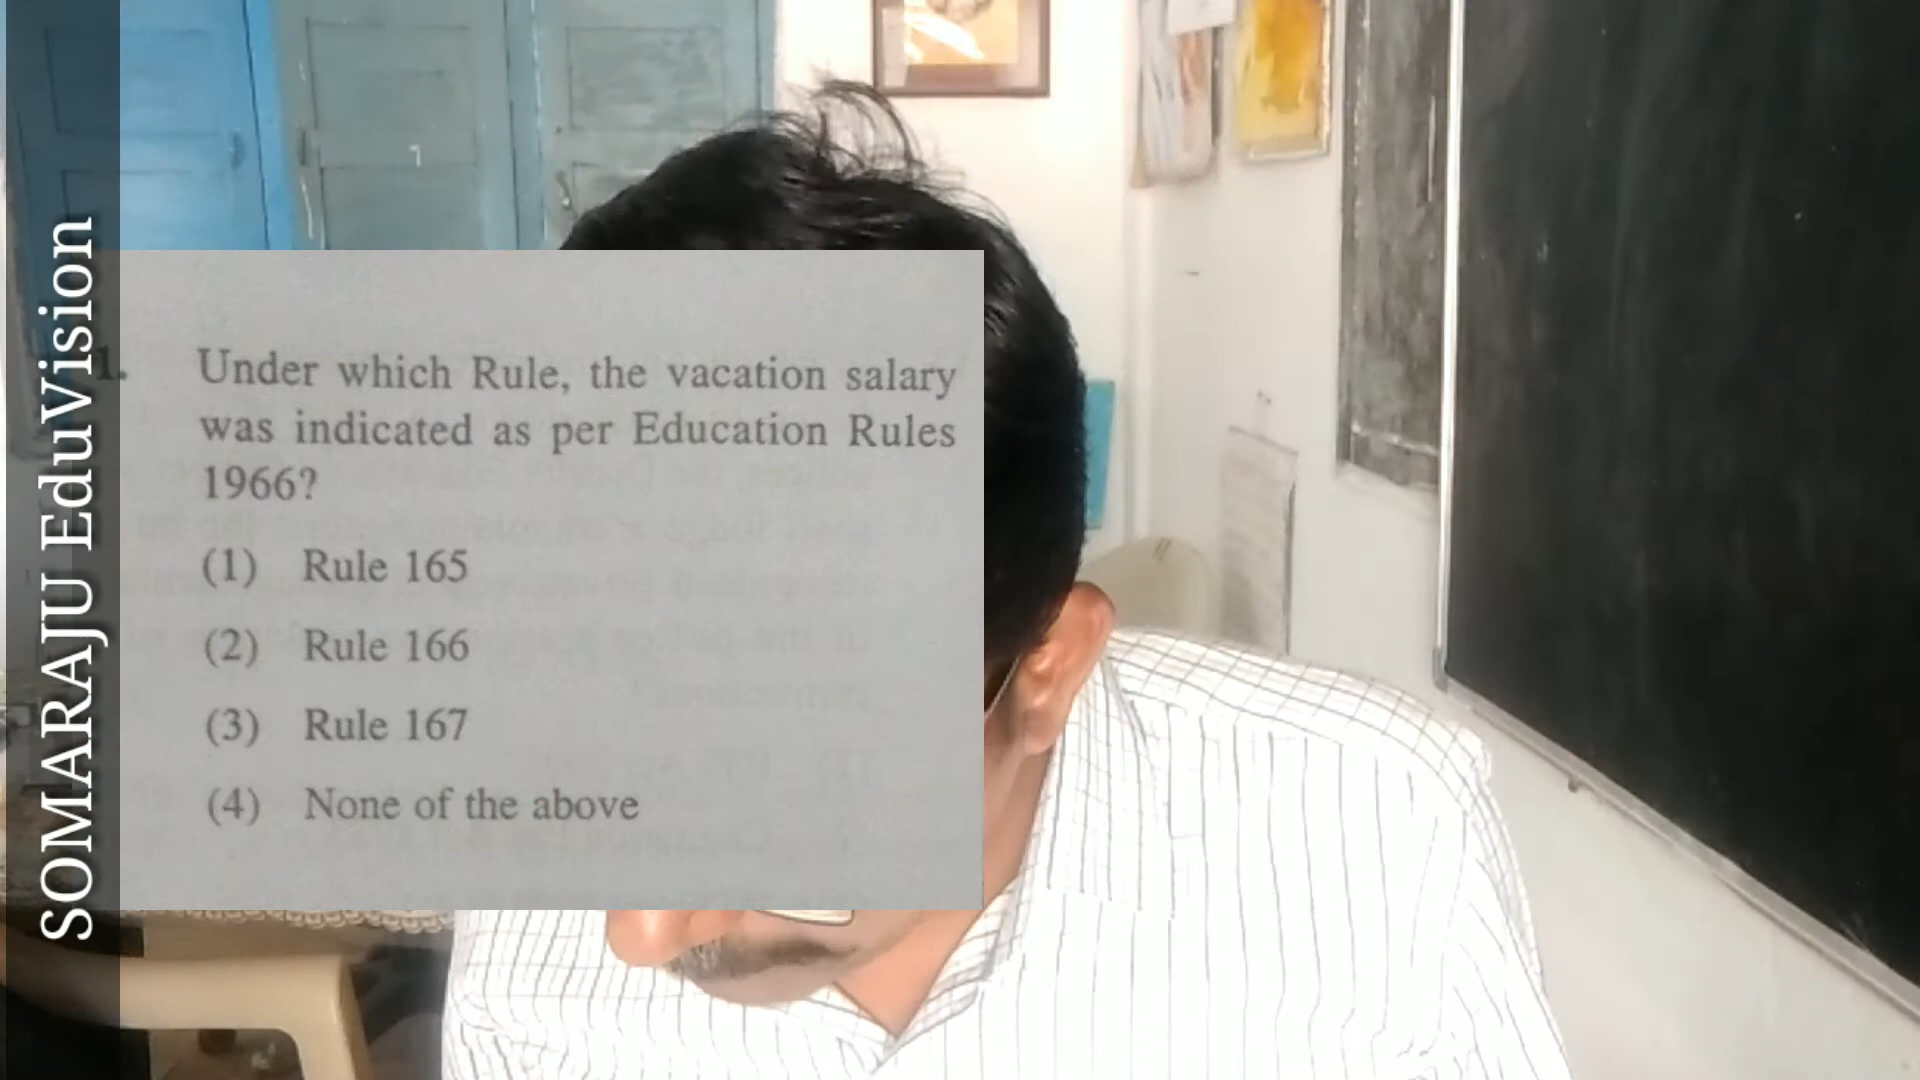 SOMARAJU EduVision
1. Under which Rule, the vacation salary
was indicated as per Education Rules
1966?
(1) Rule 165
(2) Rule 166
(3) Rule 167
(4) None of the above